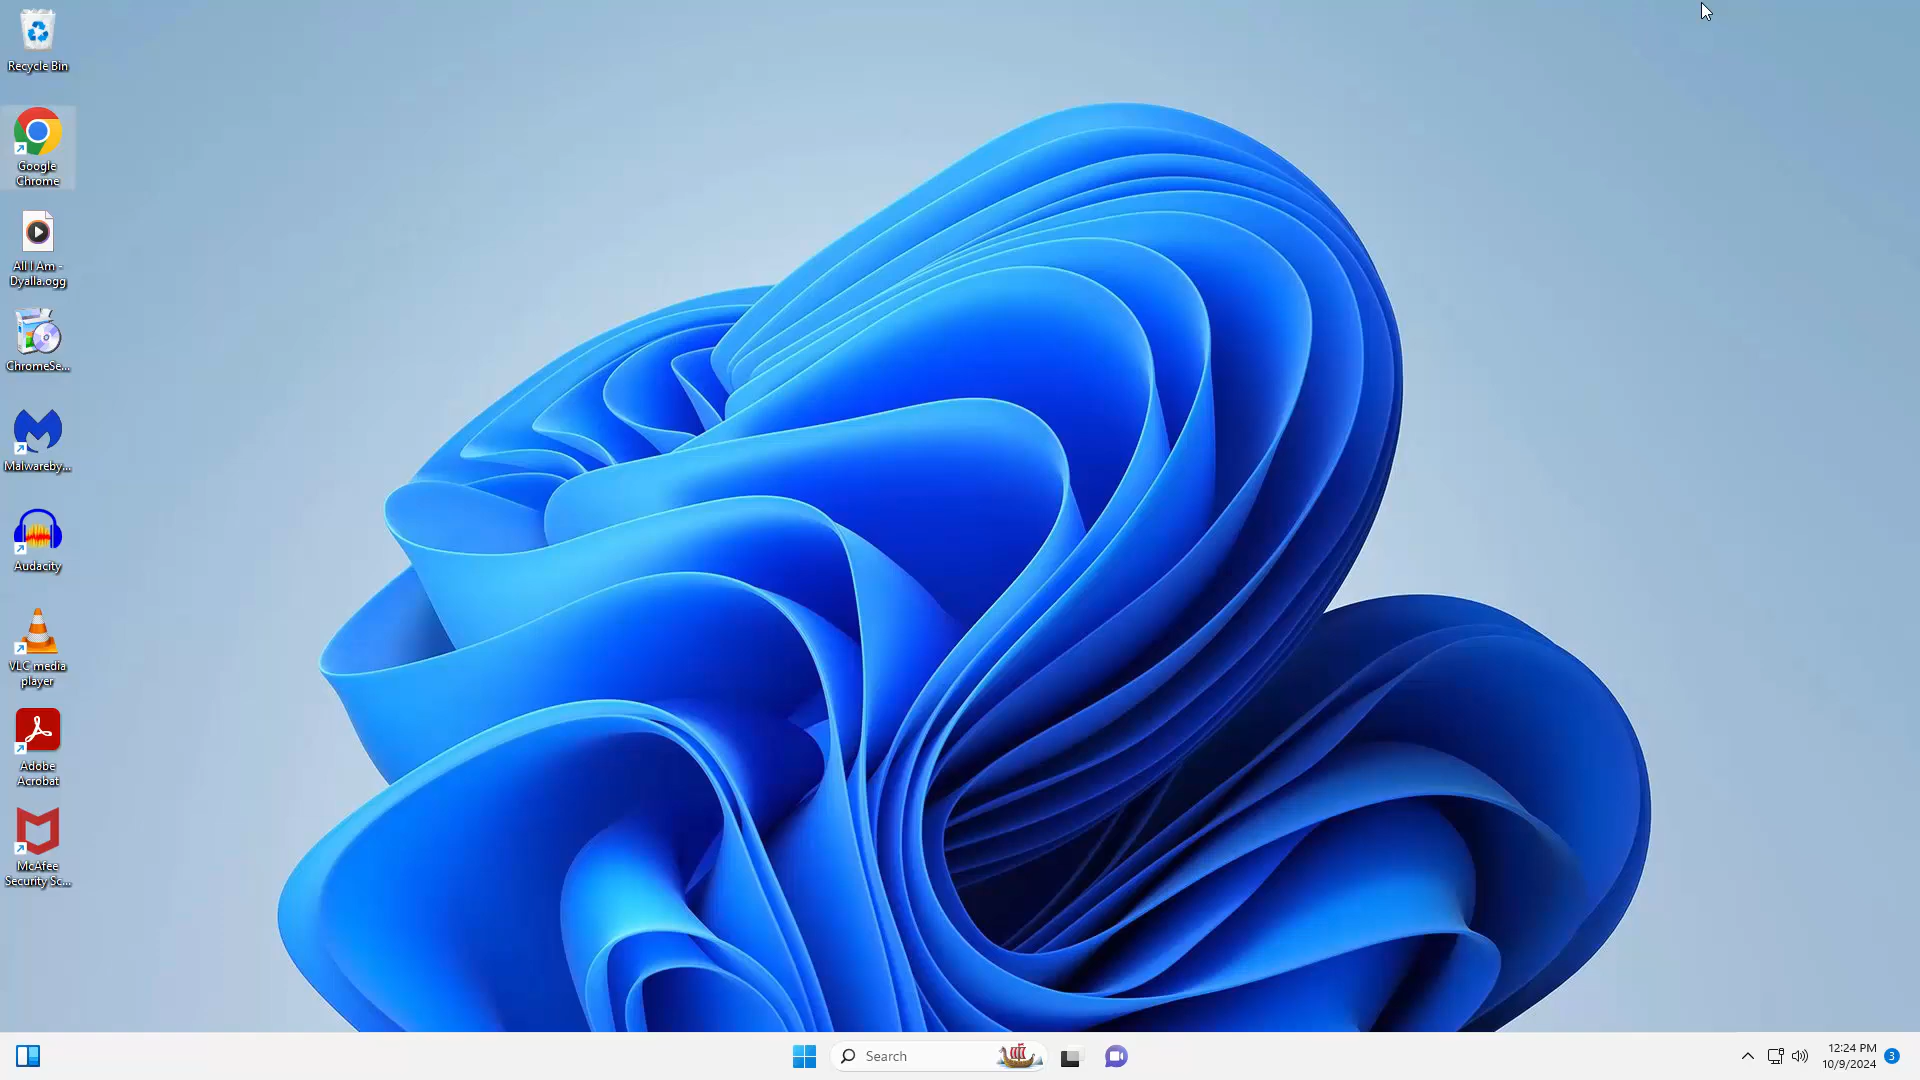 Recycle Bin
Google
Chrome
All I Am -
Dyalla.ogg
ChromeSe...
Malwareby...
Audacity
VLC media
player
Adobe
Acrobat
McAfee
Security Sc...
Search
12:24 PM
10/9/2024
3